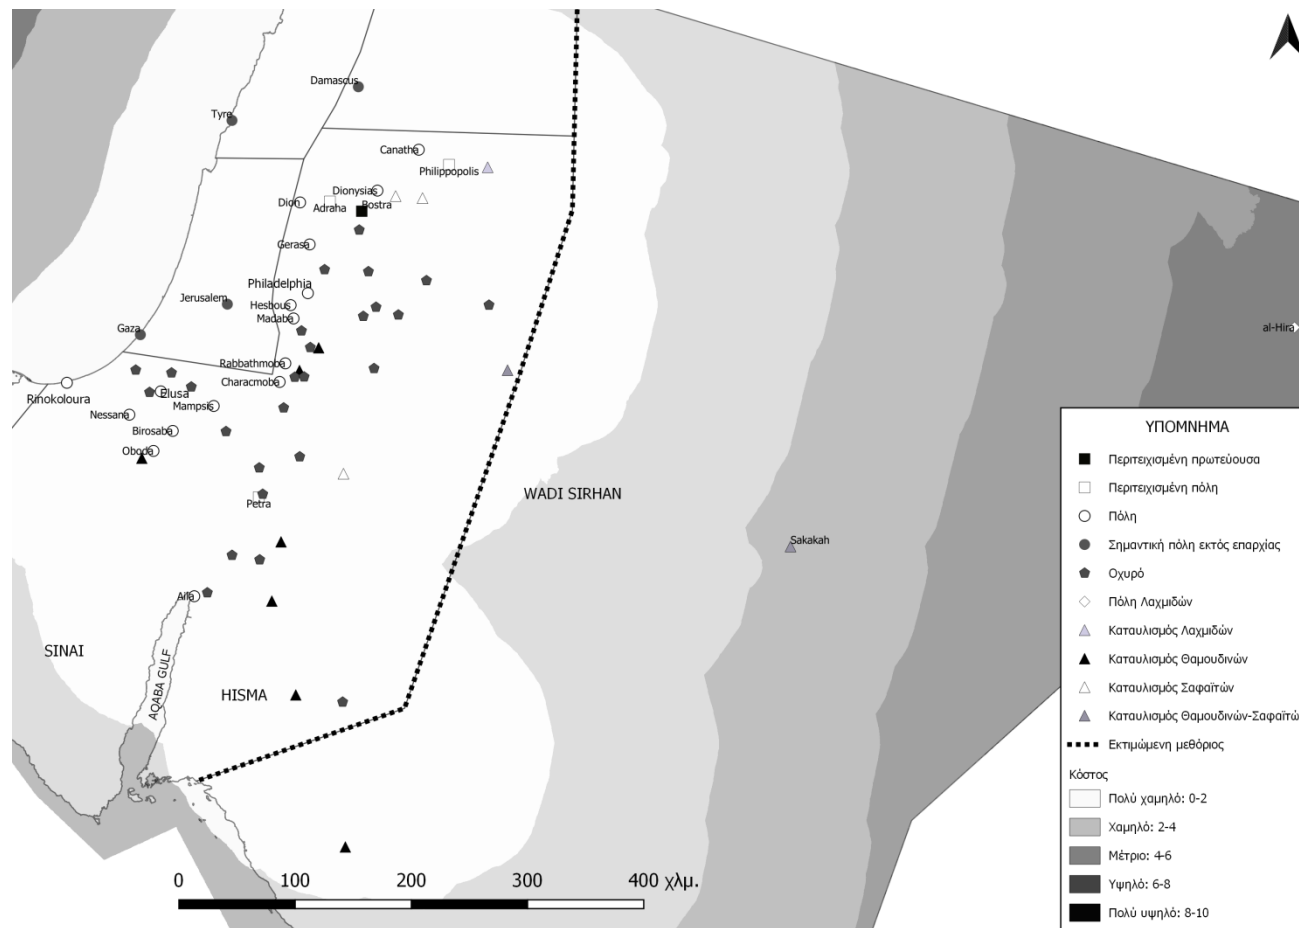 Damascus
Tyre
Canatha
Philippopolis
Dionysias
Dion
Adraha
Bostra
Gerasa
Philadelphia
Jerusalem
Hesbous
Madaba
Gaza
al-Hira
Rabbathmoba
Characmoba
Rinokoloura
Elusa
Mampsis
Nessana
Birosaba
Oboda
WADI SIRHAN
Petra
Sakakah
Aila
SINAI
AQABA GULF
HISMA
0 100 200 300 400 χλμ.
ΥΠΟΜΝΗΜΑ
Περιτειχισμένη πρωτεύουσα
Περιτειχισμένη πόλη
Πόλη
Σημαντική πόλη εκτός επαρχίας
Οχυρό
Πόλη Λαχμιδών
Καταυλισμός Λαχμιδών
Καταυλισμός Θαμουδινών
Καταυλισμός Σαφαϊτών
Καταυλισμός Θαμουδινών-Σαφαϊτώ
Εκτιμώμενη μεθόριος
Κόστος
Πολύ χαμηλό: 0-2
Χαμηλό: 2-4
Μέτριο: 4-6
Υψηλό: 6-8
Πολύ υψηλό: 8-10